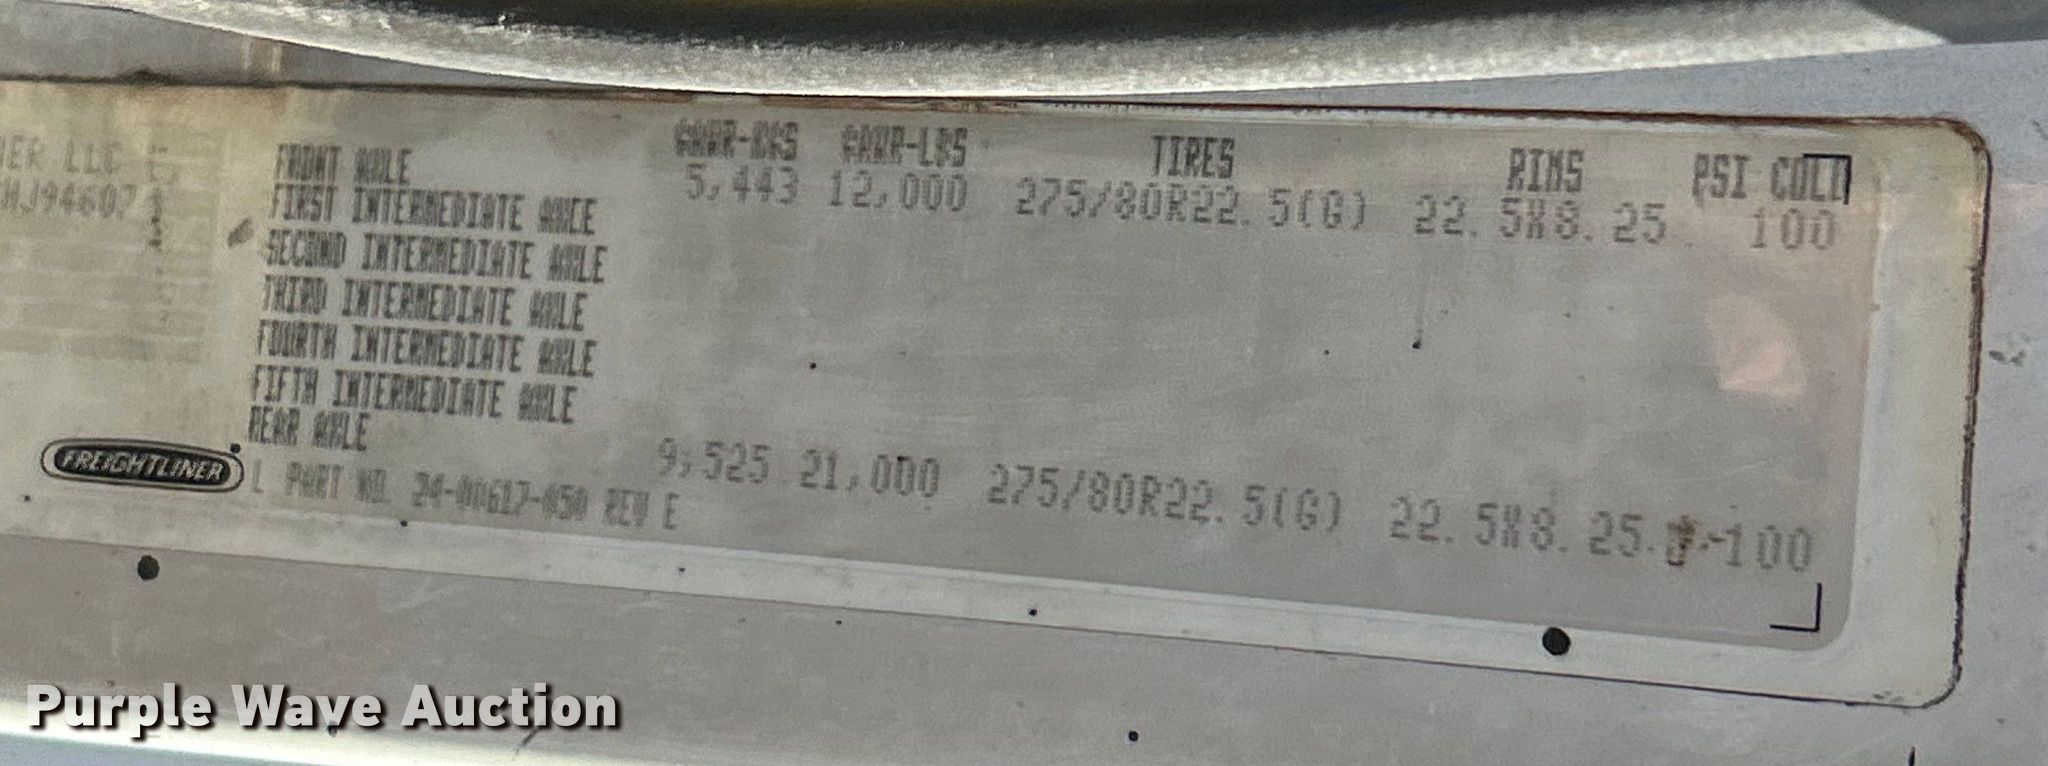 GAWR-KGS GAWR-LBS TIRES RIMS PSI COLD
FRONT AXLE 5,443 12,000 275/80R22.5(G) 22.5X8.25 100
FIRST INTERMEDIATE AXLE
SECOND INTERMEDIATE AXLE
THIRD INTERMEDIATE AXLE
FOURTH INTERMEDIATE AXLE
FIFTH INTERMEDIATE AXLE
REAR AXLE 9,525 21,000 275/80R22.5(G) 22.5X8.25 100
L PART NO. 24-00617-050 REV E
LLC
HJ94607
FREIGHTLINER
Purple Wave Auction